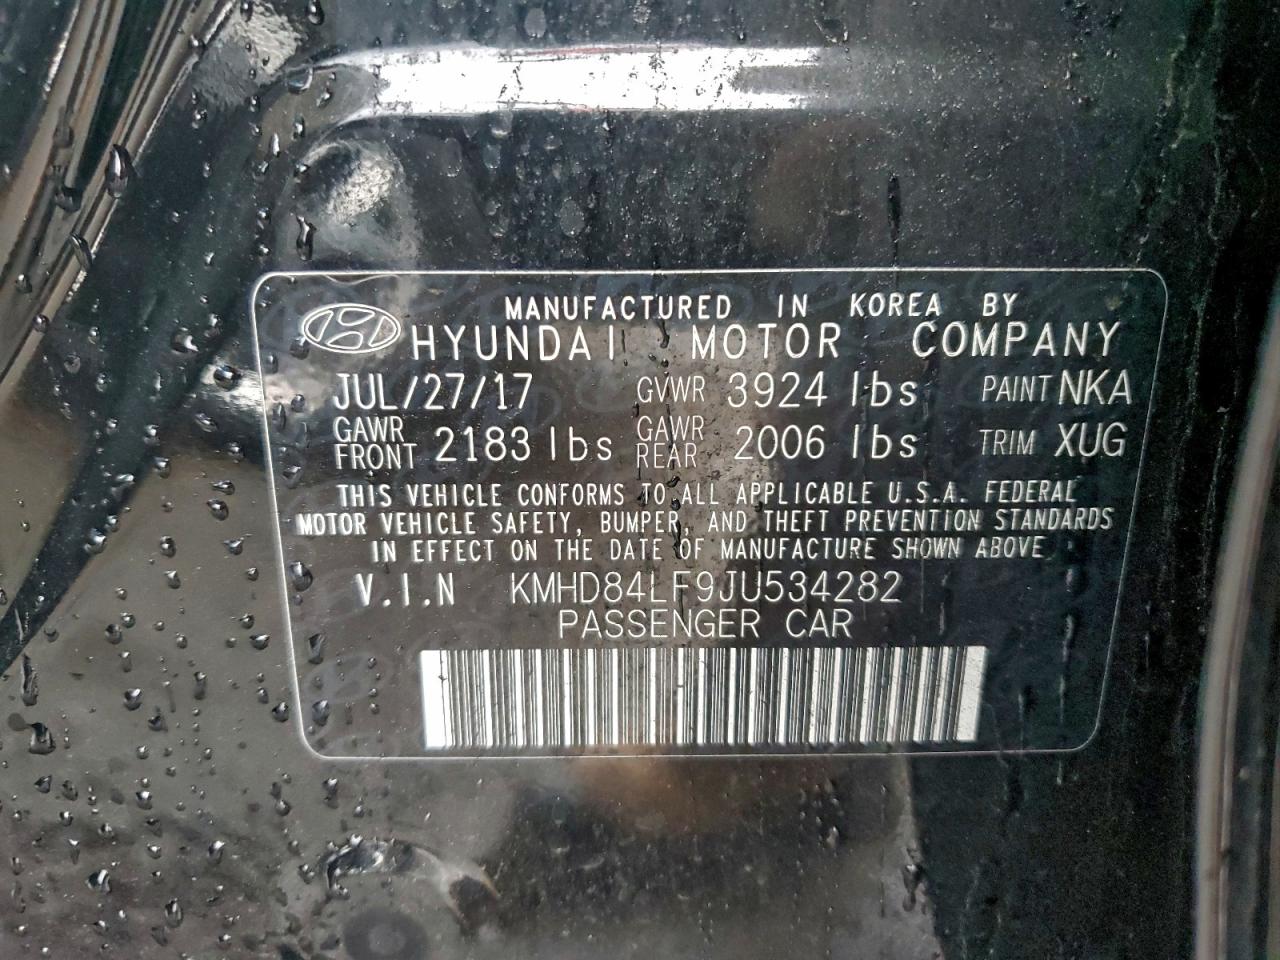 MANUFACTURED IN KOREA BY
HYUNDAI MOTOR COMPANY
JUL/27/17 GVWR 3924 lbs PAINT NKA
GAWR FRONT 2183 lbs GAWR REAR 2006 lbs TRIM XUG
THIS VEHICLE CONFORMS TO ALL APPLICABLE U.S.A. FEDERAL
MOTOR VEHICLE SAFETY, BUMPER, AND THEFT PREVENTION STANDARDS
IN EFFECT ON THE DATE OF MANUFACTURE SHOWN ABOVE
V.I.N KMHD84LF9JU534282
PASSENGER CAR